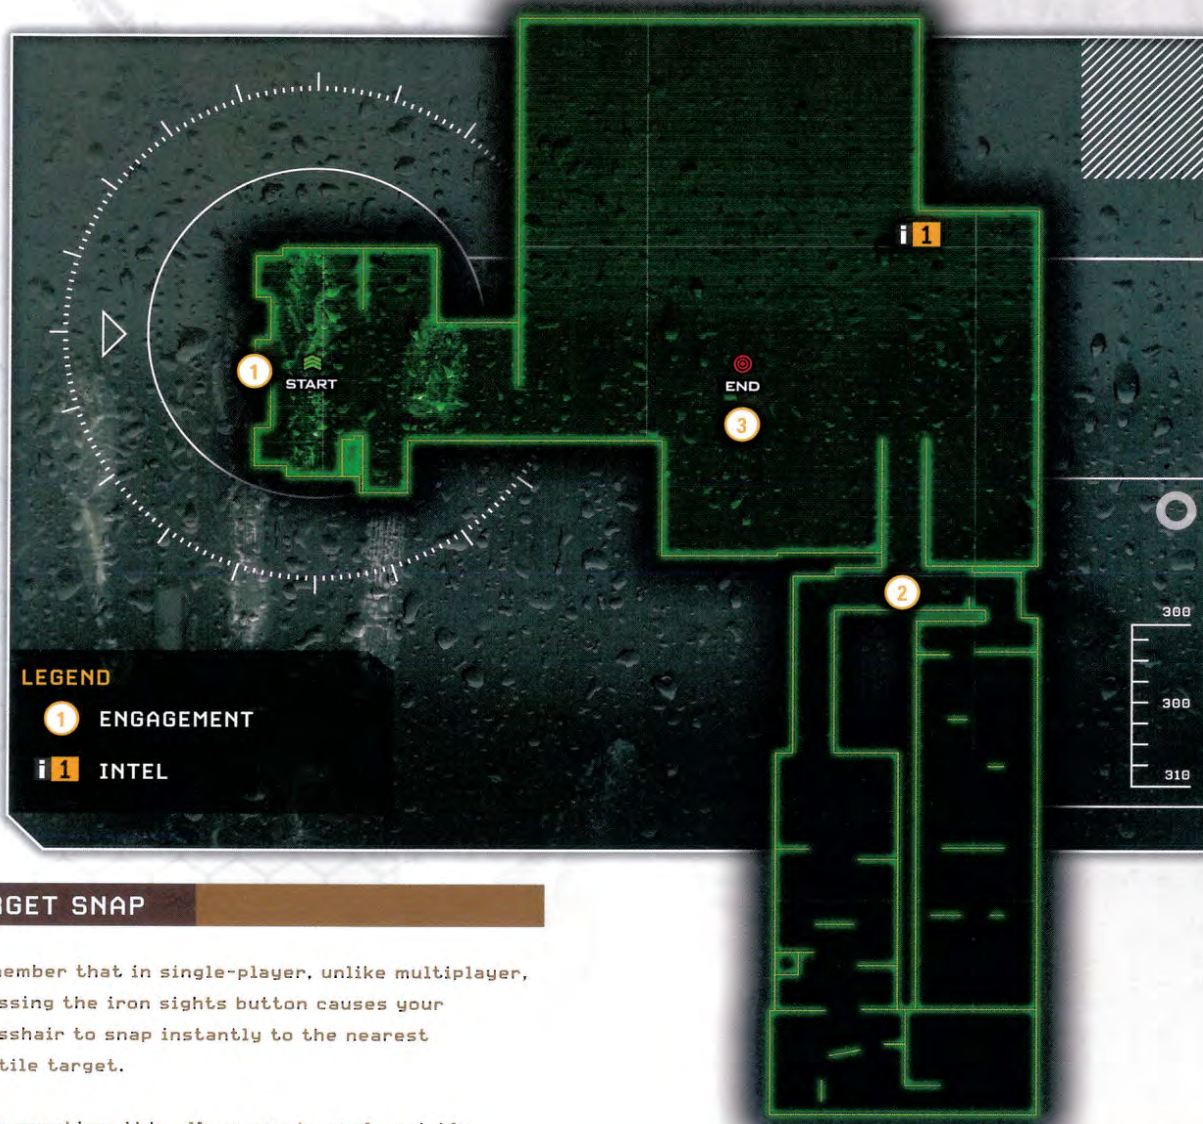 i 1
1
START
END
3
2
300
300
310
LEGEND
1 ENGAGEMENT
i 1 INTEL
RGET SNAP
ember that in single-player, unlike multiplayer,
ssing the iron sights button causes your
sshair to snap instantly to the nearest
tile target.